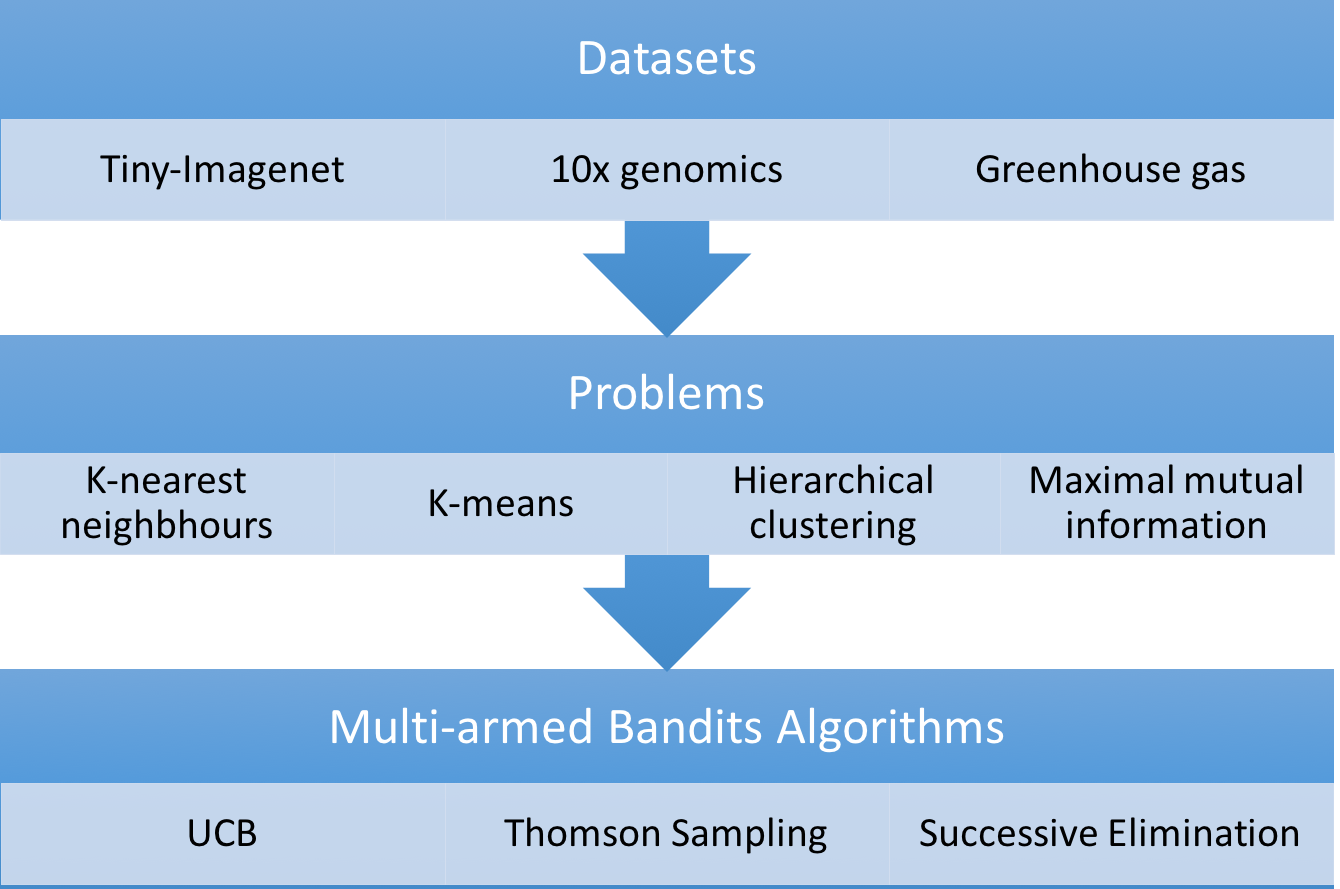 Datasets
Tiny-Imagenet
10x genomics
Greenhouse gas
Problems
K-nearest
neighbhours
K-means
Hierarchical
clustering
Maximal mutual
information
Multi-armed Bandits Algorithms
UCB
Thomson Sampling
Successive Elimination